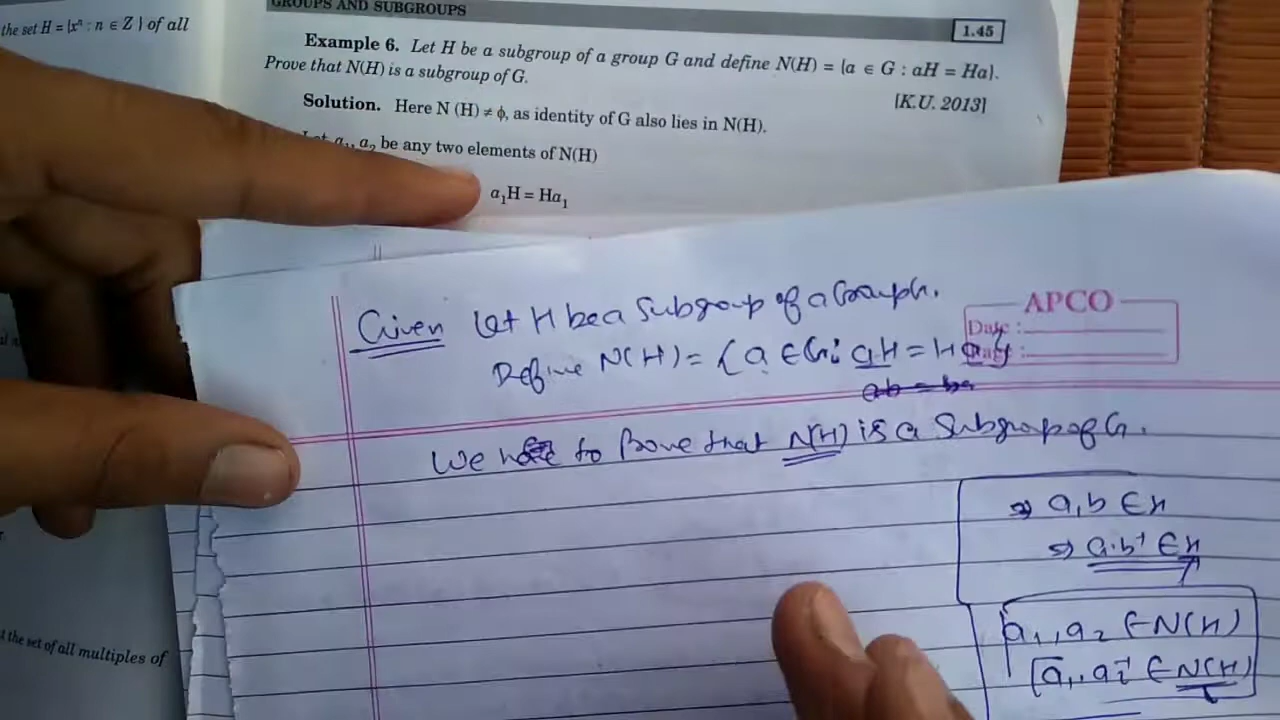 the set H = {xⁿ : n ∈ Z } of all
GROUPS AND SUBGROUPS
1.45
Example 6. Let H be a subgroup of a group G and define N(H) = {a ∈ G : aH = Ha}.
Prove that N(H) is a subgroup of G.
[K.U. 2013]
Solution. Here N (H) ≠ ϕ, as identity of G also lies in N(H).
a₂ be any two elements of N(H)
a₁H = Ha₁
APCO
Date :
Given Let H be a Subgroup of a Group G.
Define N(H) = { a ∈ G : aH = Ha }
We to Prove that N(H) is a Subgroup of G.
⇒ a, b ∈ H
⇒ a.b⁻¹ ∈ H
a₁, a₂ ∈ N(H)
a₁, a₂⁻¹ ∈ N(H)
the set of all multiples of